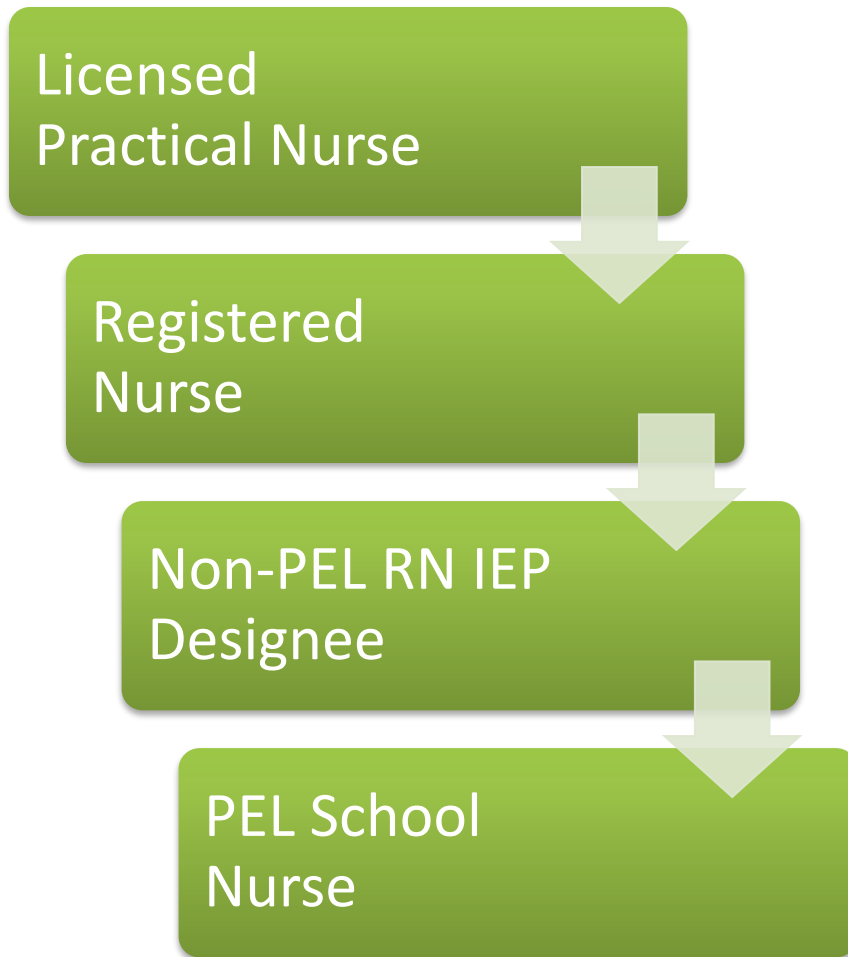 Licensed
Practical Nurse
Registered
Nurse
Non-PEL RN IEP
Designee
PEL School
Nurse